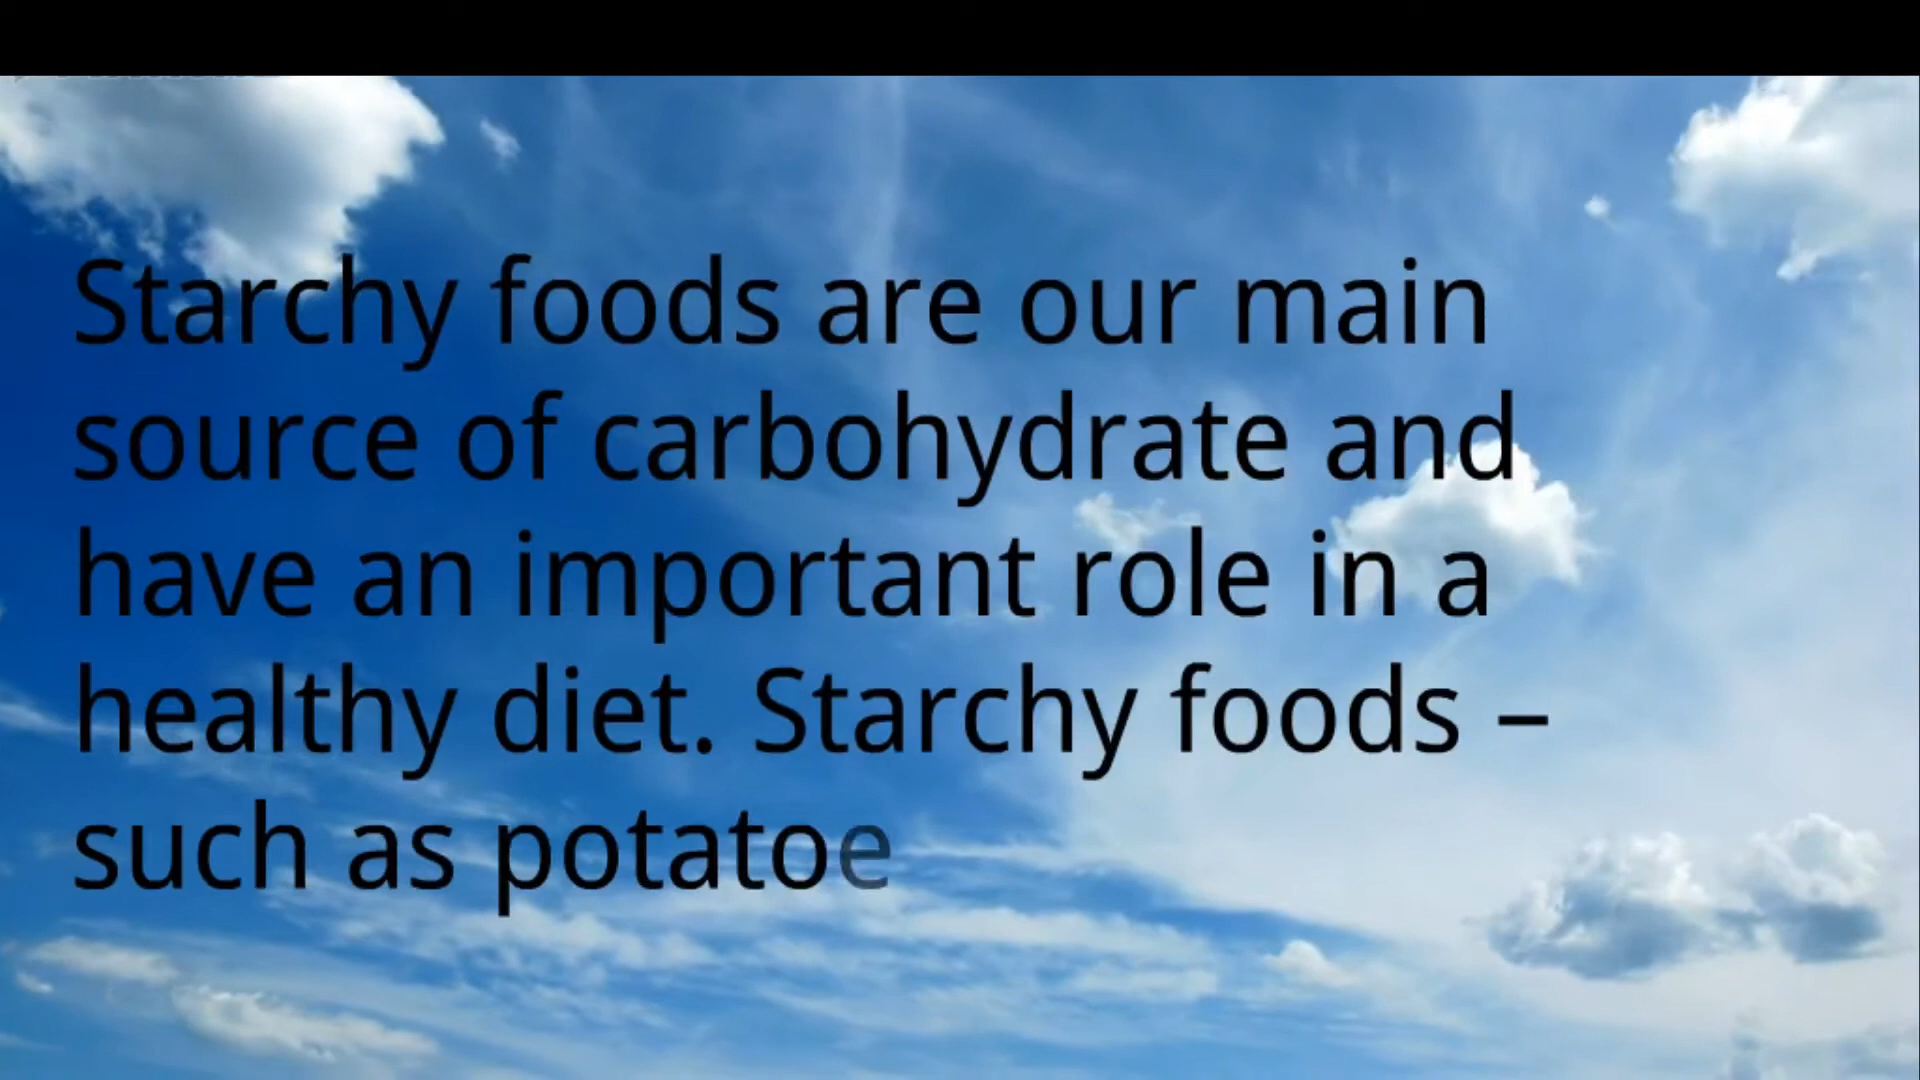 Starchy foods are our main
source of carbohydrate and
have an important role in a
healthy diet. Starchy foods –
such as potatoe